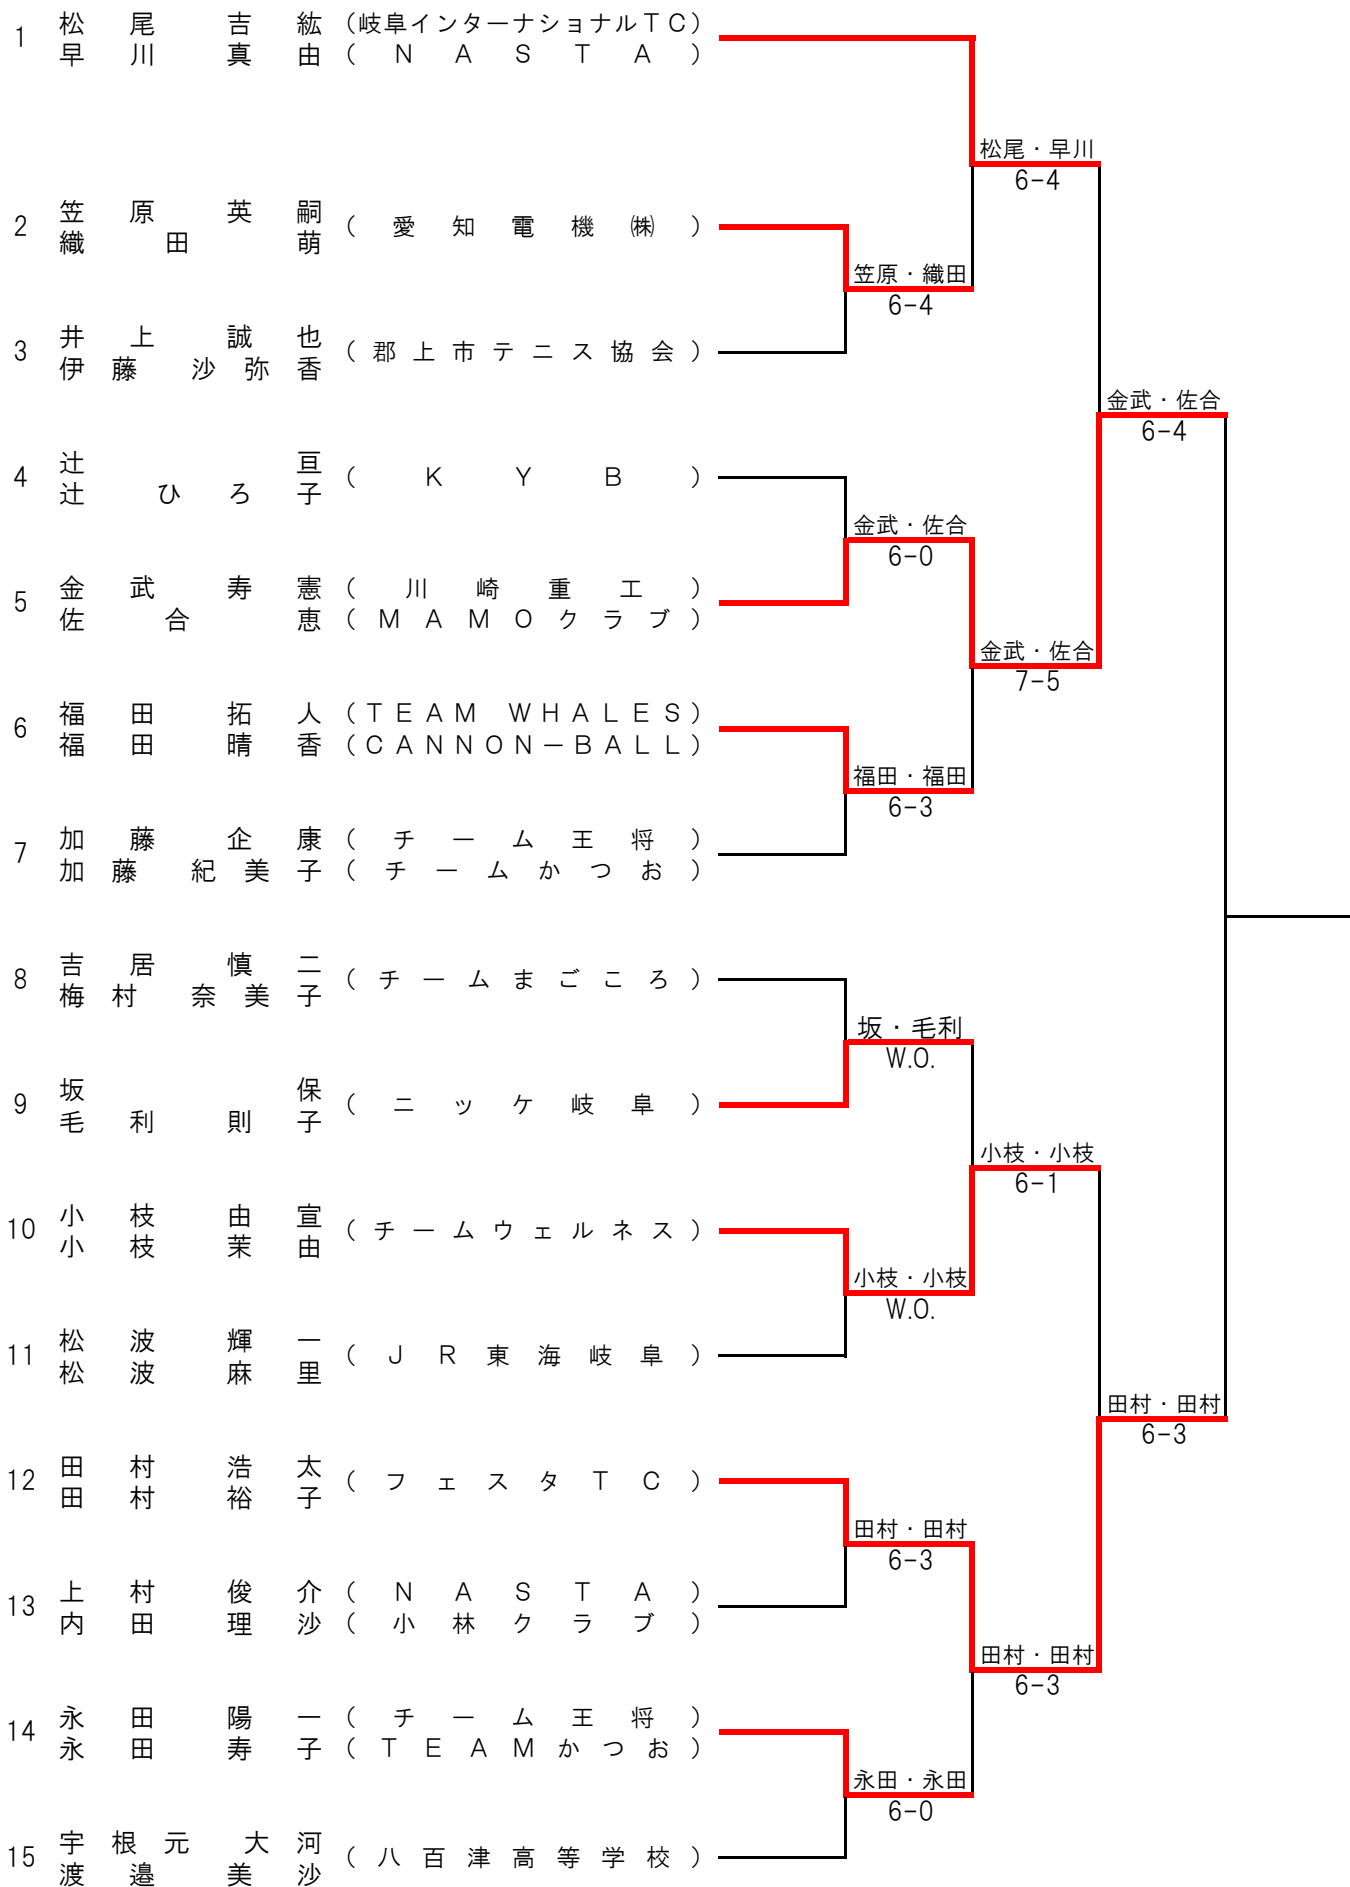 1 松尾吉紘 (岐阜インターナショナルＴＣ)
早川真由 (ＮＡＳＴＡ)
松尾・早川
6-4
2 笠原英嗣 (愛知電機㈱)
織田萌
笠原・織田
6-4
3 井上誠也 (郡上市テニス協会)
伊藤沙弥香
金武・佐合
6-4
4 辻亘 (ＫＹＢ)
辻ひろ子
金武・佐合
6-0
5 金武寿憲 (川崎重工)
佐合恵 (ＭＡＭＯクラブ)
金武・佐合
7-5
6 福田拓人 (ＴＥＡＭ ＷＨＡＬＥＳ)
福田晴香 (ＣＡＮＮＯＮ－ＢＡＬＬ)
福田・福田
6-3
7 加藤企康 (チーム王将)
加藤紀美子 (チームかつお)
8 吉居慎二 (チームまごころ)
梅村奈美子
坂・毛利
W.O.
9 坂保 (ニッケ岐阜)
毛利則子
小枝・小枝
6-1
10 小枝由宣 (チームウェルネス)
小枝茉由
小枝・小枝
W.O.
11 松波輝一 (ＪＲ東海岐阜)
松波麻里
田村・田村
6-3
12 田村浩太 (フェスタＴＣ)
田村裕子
田村・田村
6-3
13 上村俊介 (ＮＡＳＴＡ)
内田理沙 (小林クラブ)
田村・田村
6-3
14 永田陽一 (チーム王将)
永田寿子 (ＴＥＡＭかつお)
永田・永田
6-0
15 宇根元大河 (八百津高等学校)
渡邉美沙